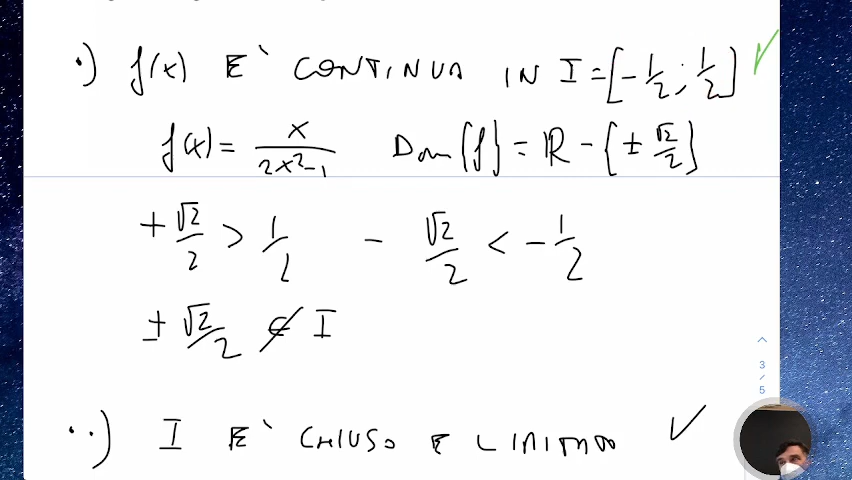 •) f(x) E` CONTINUA IN I = [-1/2 ; 1/2] ✓
f(x) = x/(2x²-1) Dom{f} = ℝ - {± √2/2}
+ √2/2 > 1/2 - √2/2 < - 1/2
± √2/2 ∉ I
••) I E` CHIUSO E LIMITATO ✓
3
/
5